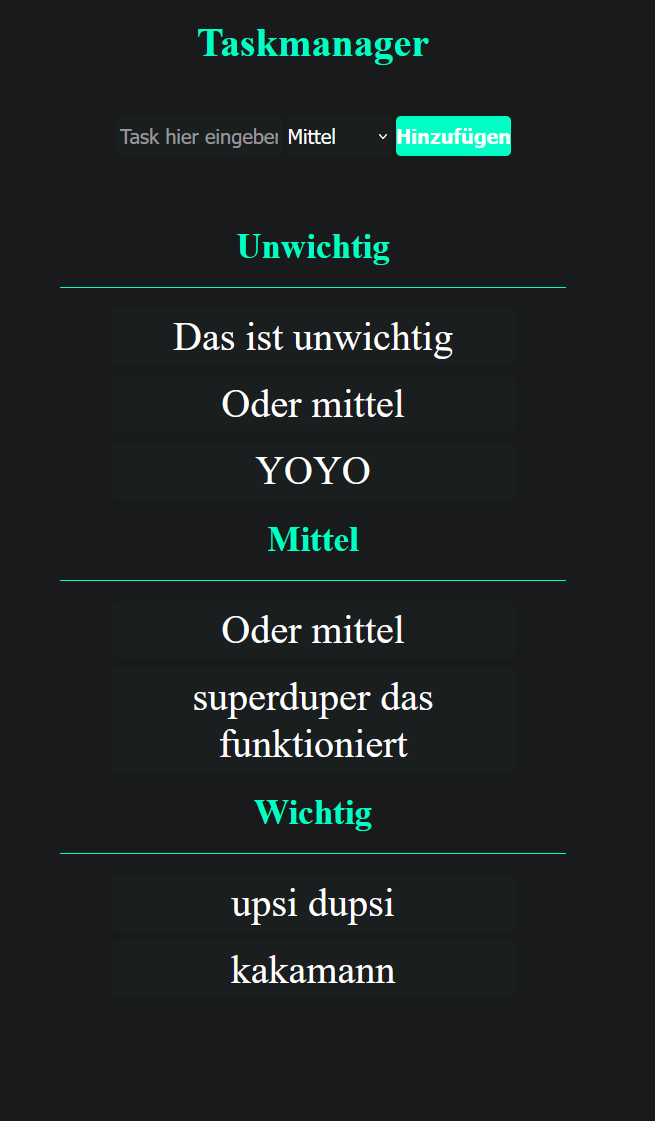 Taskmanager
Task hier eingeben Mittel Hinzufügen
Unwichtig
Das ist unwichtig
Oder mittel
YOYO
Mittel
Oder mittel
superduper das
funktioniert
Wichtig
upsi dupsi
kakamann